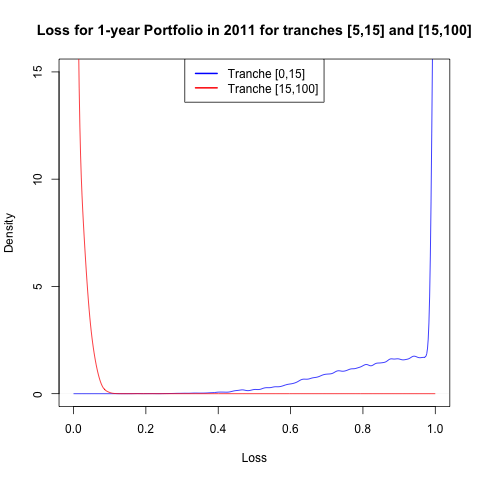 Loss for 1-year Portfolio in 2011 for tranches [5,15] and [15,100]
Tranche [0,15]
Tranche [15,100]
15
10
5
0
Density
0.0 0.2 0.4 0.6 0.8 1.0
Loss